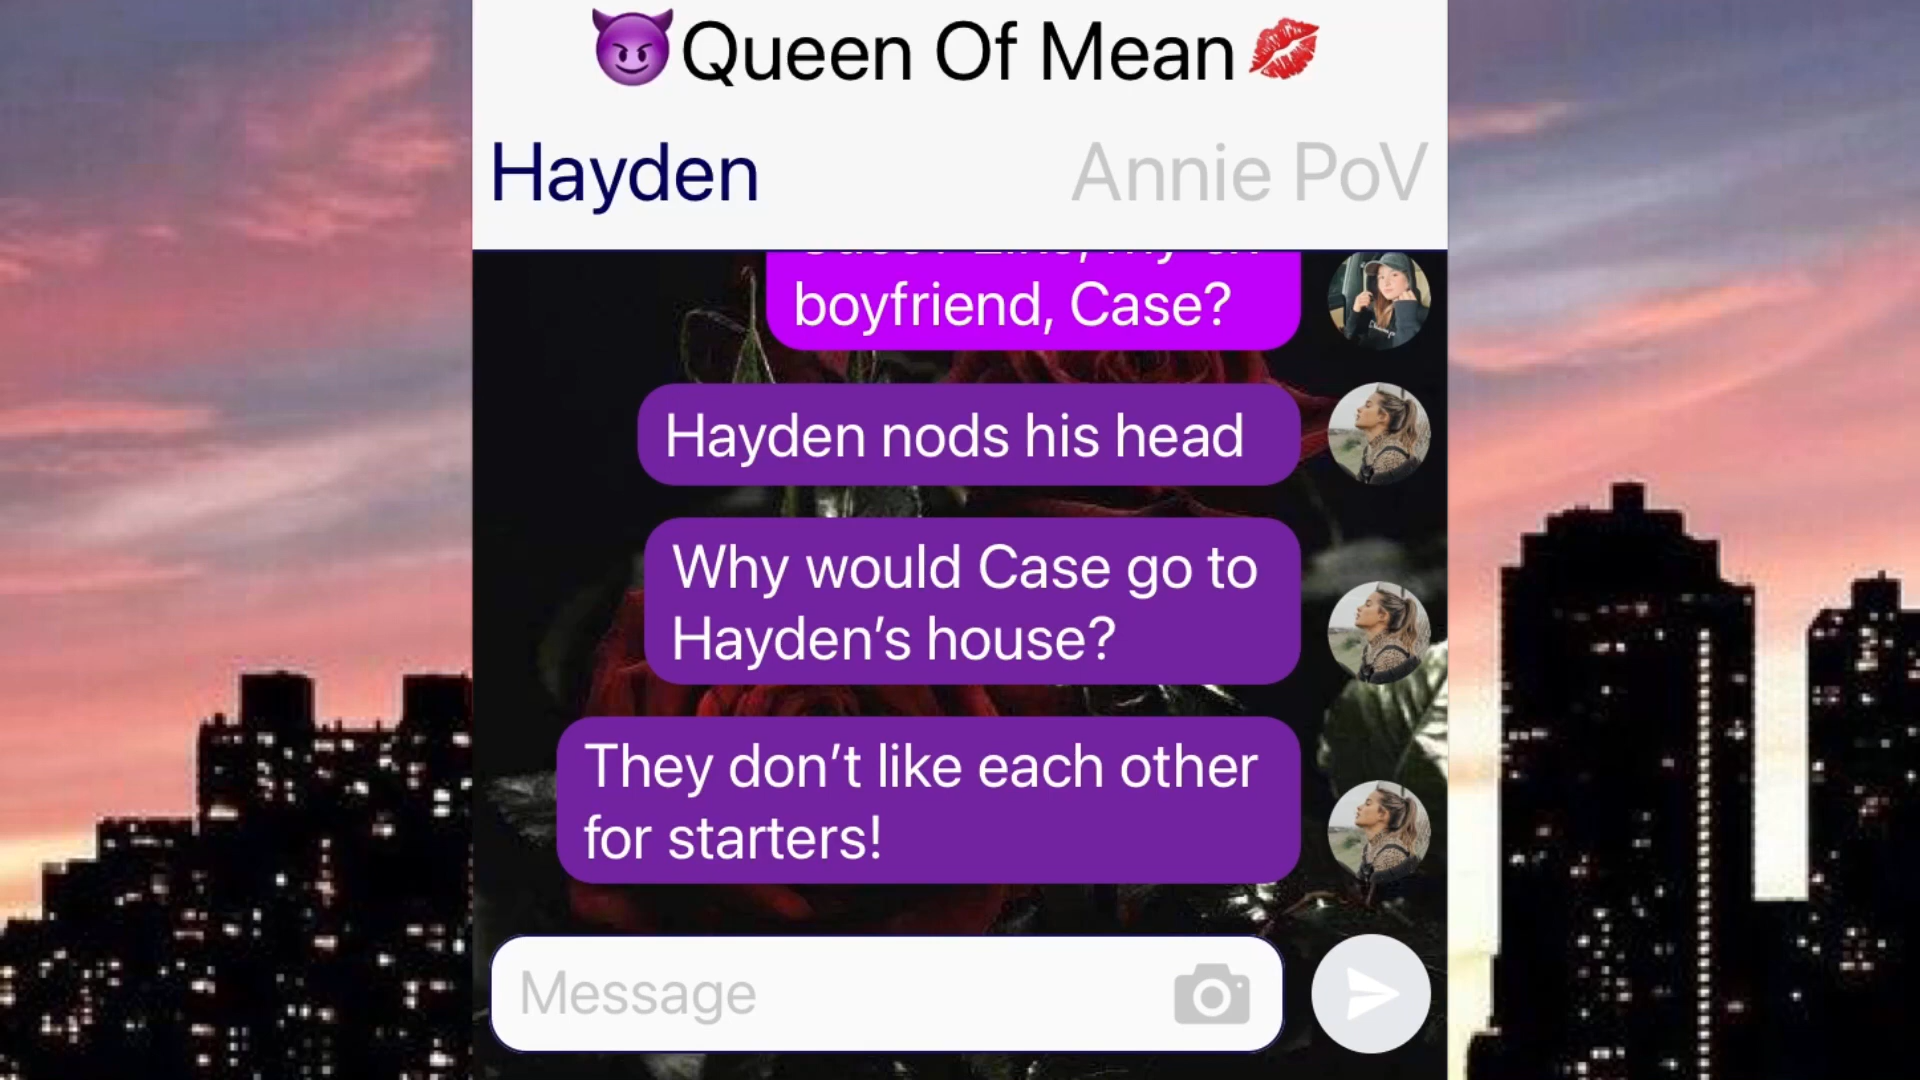 😈Queen Of Mean💋
Hayden
Annie PoV
boyfriend, Case?
Hayden nods his head
Why would Case go to
Hayden’s house?
They don’t like each other
for starters!
Message